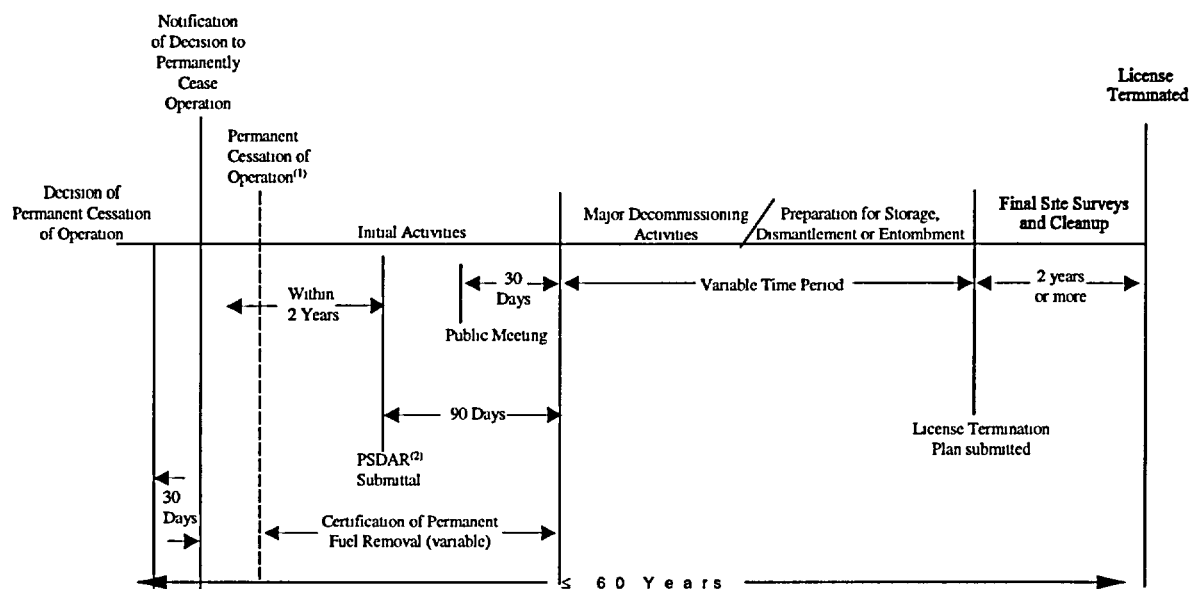 Notification
of Decision to
Permanently
Cease
Operation
License
Terminated
Permanent
Cessation of
Operation(1)
Decision of
Permanent Cessation
of Operation
Initial Activities
Major Decommissioning
Activities
Preparation for Storage,
Dismantlement or Entombment
Final Site Surveys
and Cleanup
Within
2 Years
30
Days
Public Meeting
Variable Time Period
2 years
or more
90 Days
PSDAR(2)
Submittal
License Termination
Plan submitted
30
Days
Certification of Permanent
Fuel Removal (variable)
≤ 60 Years